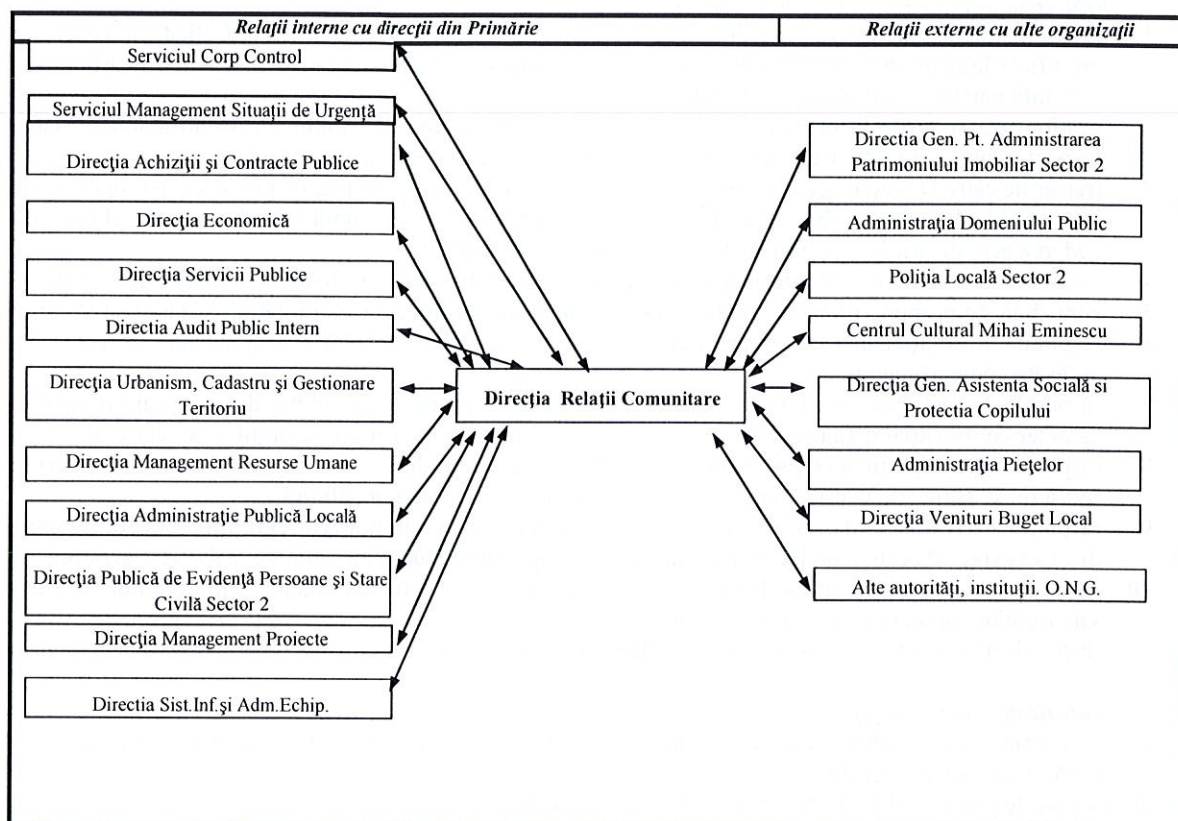 Relaţii interne cu direcţii din Primărie
Relaţii externe cu alte organizaţii
Serviciul Corp Control
Serviciul Management Situaţii de Urgenţă
Direcţia Achiziţii şi Contracte Publice
Direcţia Economică
Direcţia Servicii Publice
Directia Audit Public Intern
Direcţia Urbanism, Cadastru şi Gestionare
Teritoriu
Direcţia Management Resurse Umane
Direcţia Administraţie Publică Locală
Direcţia Publică de Evidenţă Persoane şi Stare
Civilă Sector 2
Direcţia Management Proiecte
Directia Sist.Inf.şi Adm.Echip.
Direcţia Relaţii Comunitare
Directia Gen. Pt. Administrarea
Patrimoniului Imobiliar Sector 2
Administraţia Domeniului Public
Poliţia Locală Sector 2
Centrul Cultural Mihai Eminescu
Direcţia Gen. Asistenta Socială si
Protectia Copilului
Administraţia Pieţelor
Direcţia Venituri Buget Local
Alte autorităţi, instituţii. O.N.G.